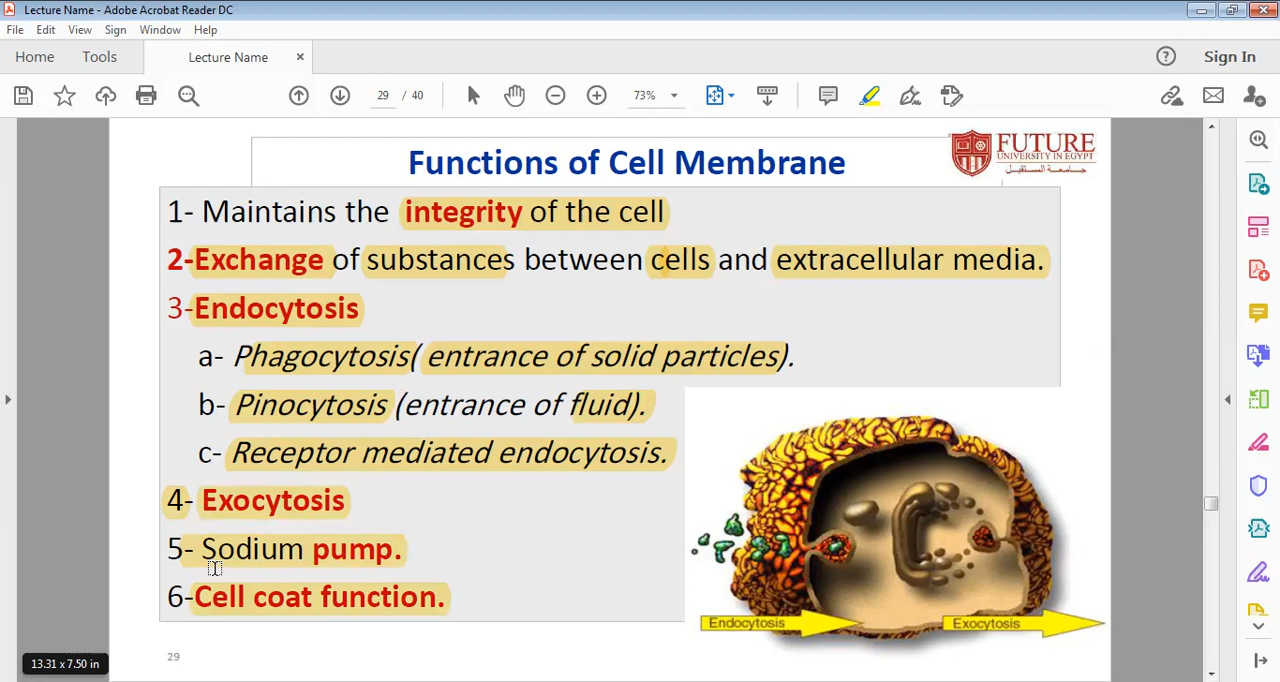 Lecture Name - Adobe Acrobat Reader DC
File Edit View Sign Window Help
Home Tools Lecture Name × Sign In
29 / 40 73%
FUTURE
UNIVERSITY IN EGYPT
جامعة المستقبل
Functions of Cell Membrane
1- Maintains the integrity of the cell
2-Exchange of substances between cells and extracellular media.
3-Endocytosis
a- Phagocytosis( entrance of solid particles).
b- Pinocytosis (entrance of fluid).
c- Receptor mediated endocytosis.
4- Exocytosis
5- Sodium pump.
6-Cell coat function.
Endocytosis Exocytosis
29
13.31 x 7.50 in